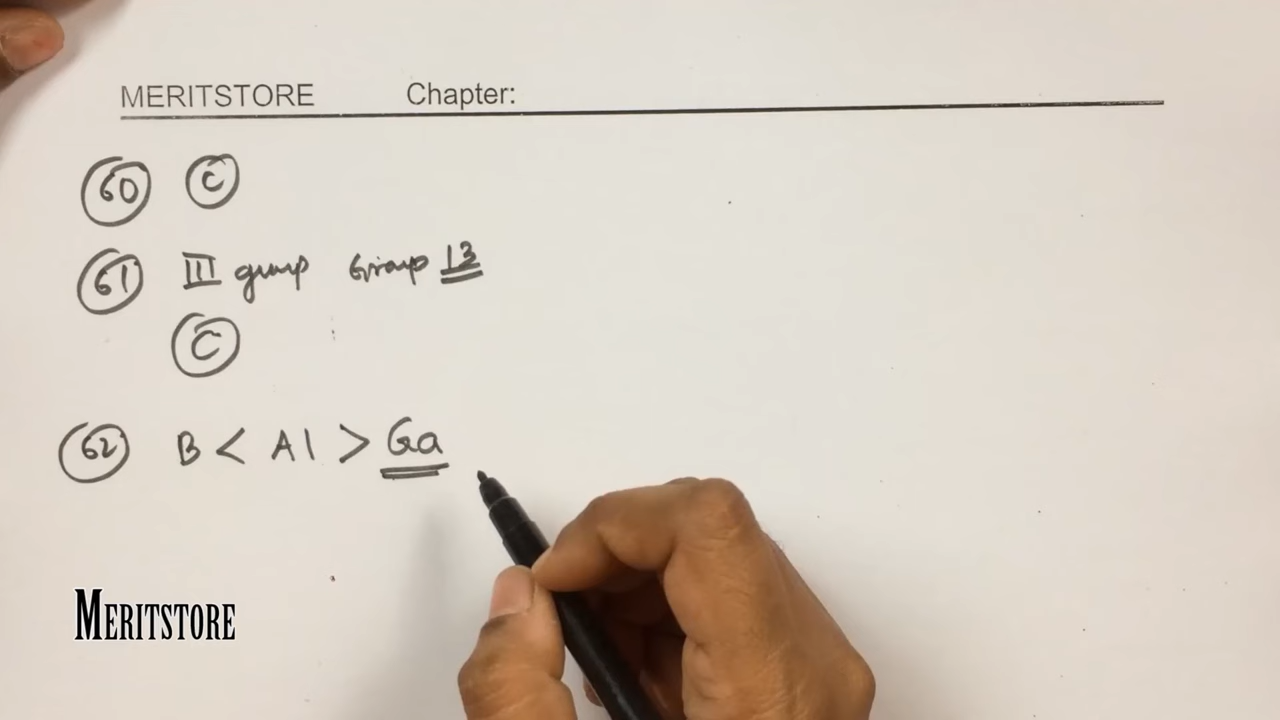 MERITSTORE Chapter:
60 C
61 III group Group 13
C
62 B < Al > Ga
MERITSTORE